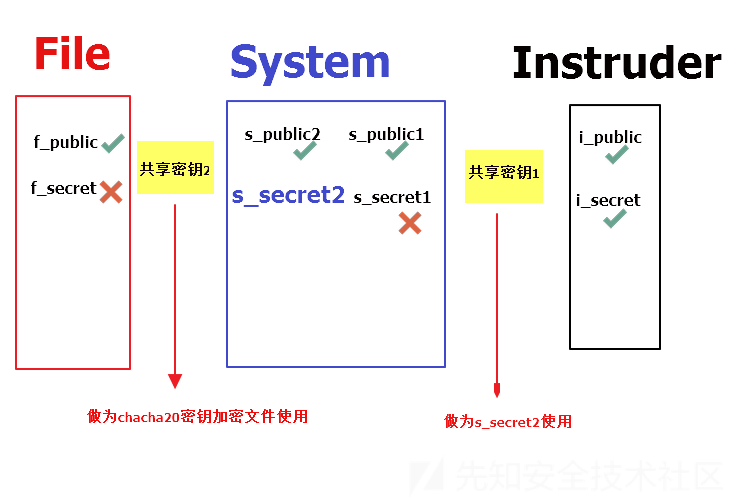 File
System
Instruder
f_public
s_public2
s_public1
i_public
共享密钥2
共享密钥1
f_secret
s_secret2
s_secret1
i_secret
做为chacha20密钥加密文件使用
做为s_secret2使用
先知安全技术社区